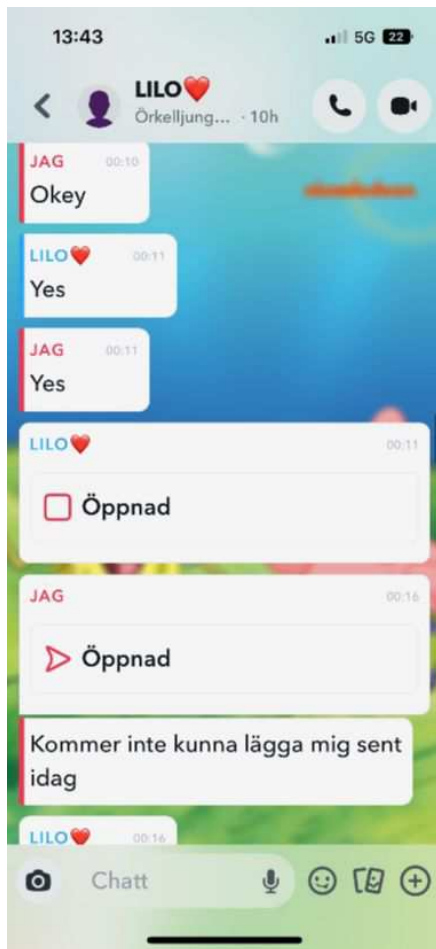 13:43
5G 22
LILO❤️
Örkelljung... · 10h
JAG 00:10
Okey
LILO❤️ 00:11
Yes
JAG 00:11
Yes
LILO❤️ 00:11
Öppnad
JAG 00:16
Öppnad
Kommer inte kunna lägga mig sent
idag
LILO❤️ 00:16
Chatt